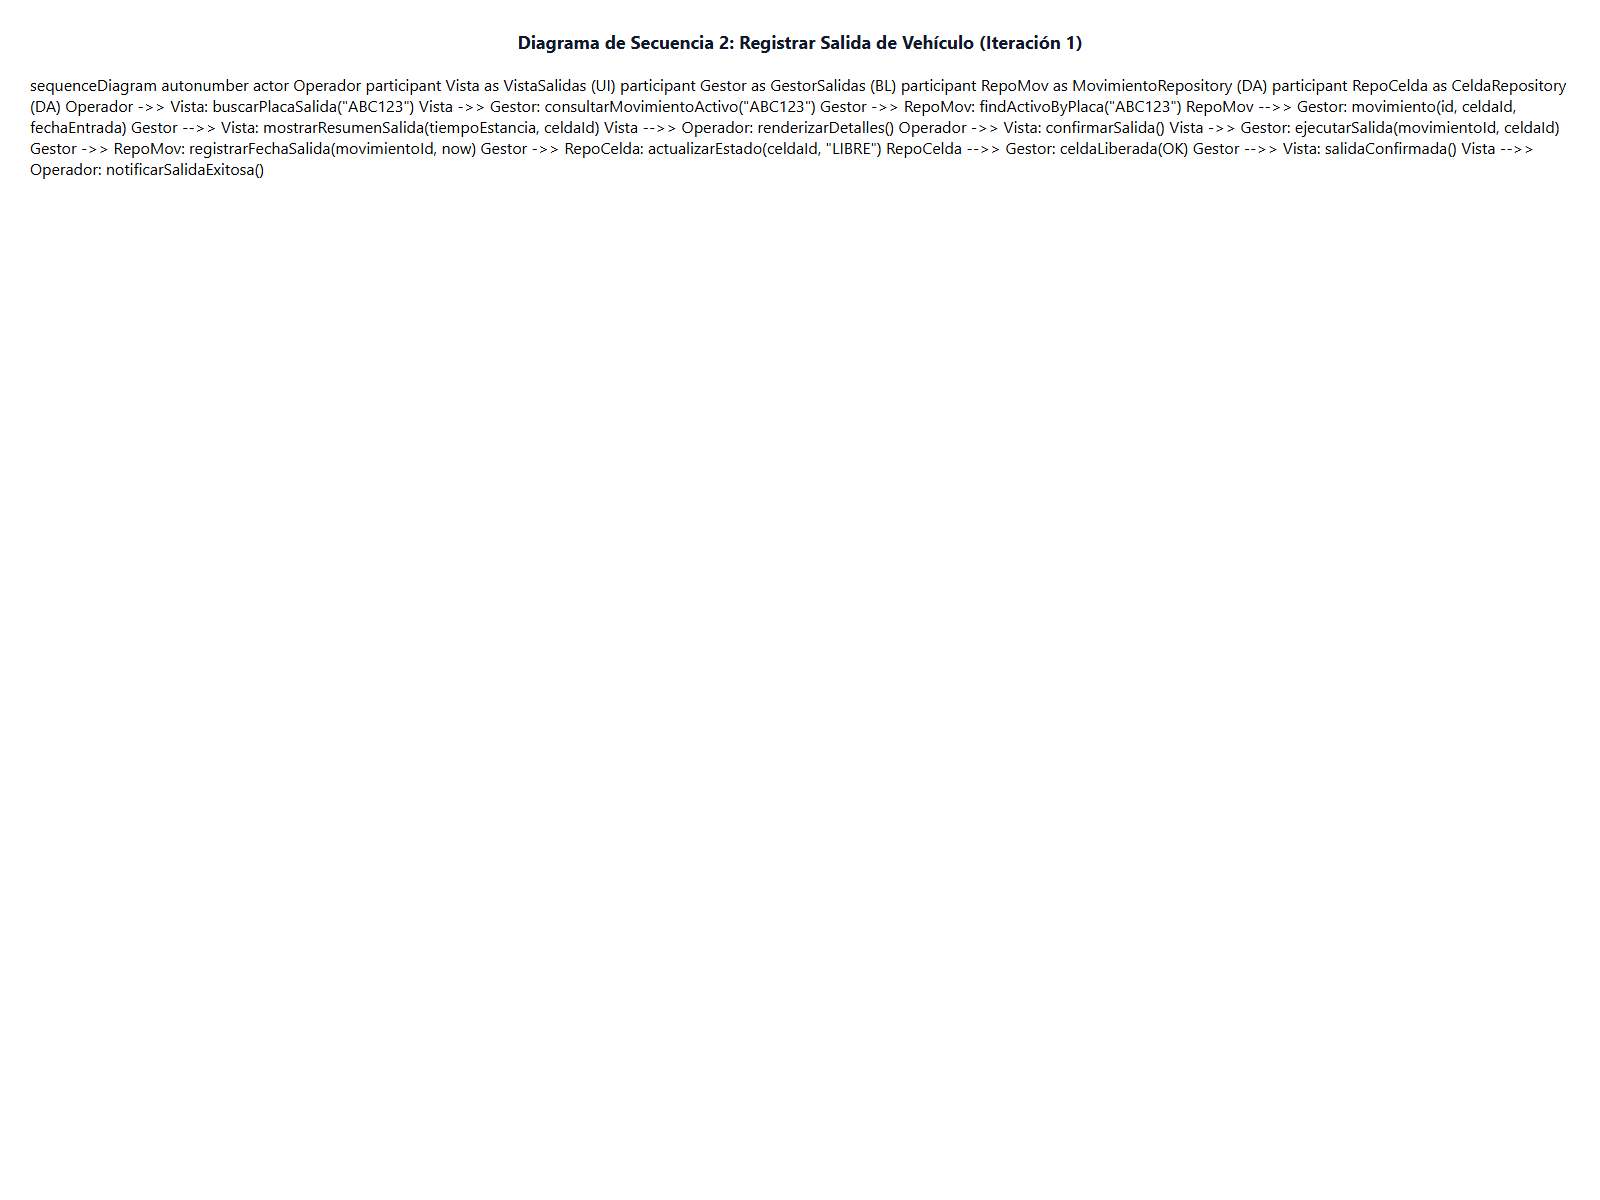 Diagrama de Secuencia 2: Registrar Salida de Vehículo (Iteración 1)
sequenceDiagram autonumber actor Operador participant Vista as VistaSalidas (UI) participant Gestor as GestorSalidas (BL) participant RepoMov as MovimientoRepository (DA) participant RepoCelda as CeldaRepository
(DA) Operador ->> Vista: buscarPlacaSalida("ABC123") Vista ->> Gestor: consultarMovimientoActivo("ABC123") Gestor ->> RepoMov: findActivoByPlaca("ABC123") RepoMov -->> Gestor: movimiento(id, celdaId,
fechaEntrada) Gestor -->> Vista: mostrarResumenSalida(tiempoEstancia, celdaId) Vista -->> Operador: renderizarDetalles() Operador ->> Vista: confirmarSalida() Vista ->> Gestor: ejecutarSalida(movimientoId, celdaId)
Gestor ->> RepoMov: registrarFechaSalida(movimientoId, now) Gestor ->> RepoCelda: actualizarEstado(celdaId, "LIBRE") RepoCelda -->> Gestor: celdaLiberada(OK) Gestor -->> Vista: salidaConfirmada() Vista -->>
Operador: notificarSalidaExitosa()